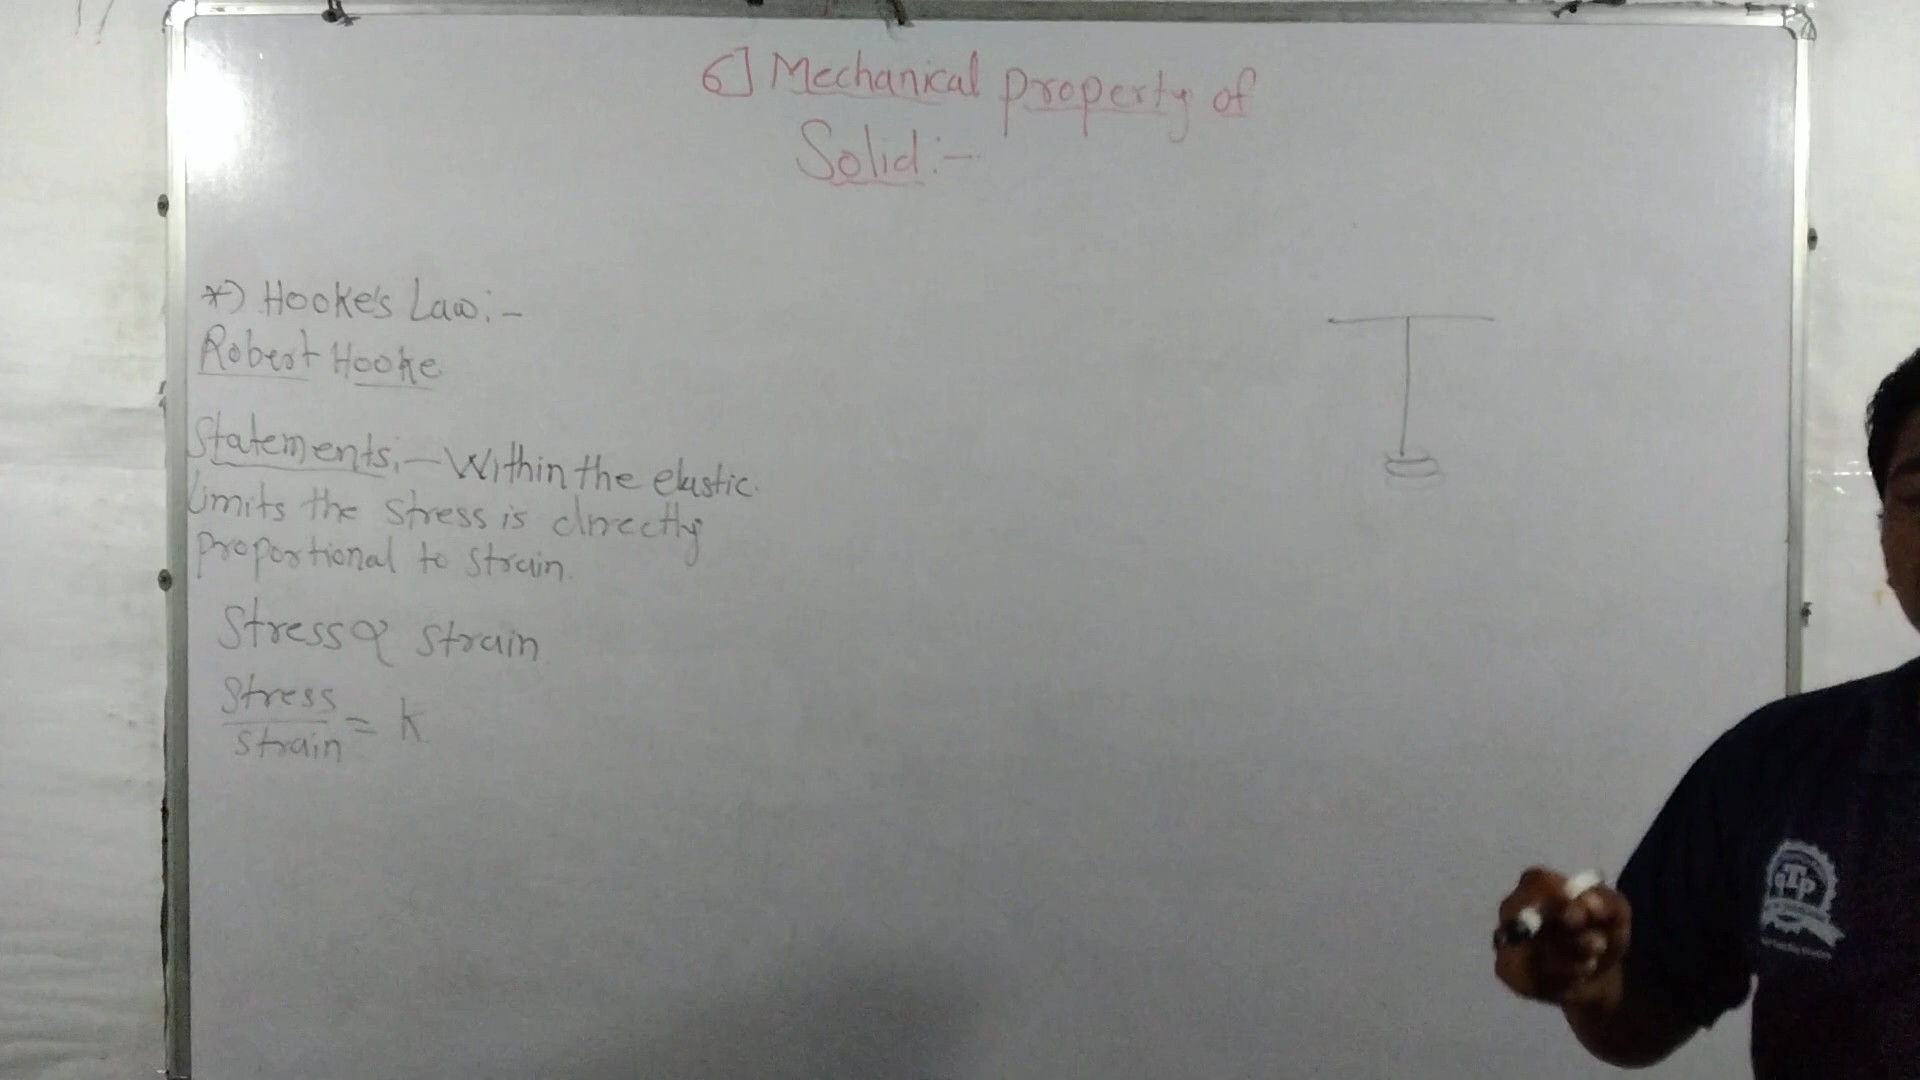 6] Mechanical property of
Solid:-
*) Hooke's Law:-
Robert Hooke
Statements:- Within the elastic
limits the stress is directly
proportional to strain.
Stress ∝ strain
Stress
strain = k
TP